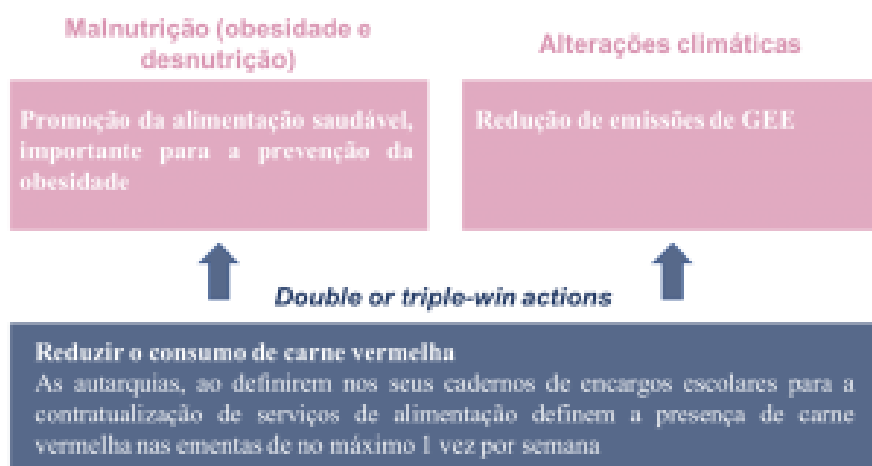 Malnutrição (obesidade e
desnutrição)
Alterações climáticas
Promoção da alimentação saudável,
importante para a prevenção da
obesidade
Redução de emissões de GEE
Double or triple-win actions
Reduzir o consumo de carne vermelha
As autarquias, ao definirem nos seus cadernos de encargos escolares para a
contratualização de serviços de alimentação definem a presença de carne
vermelha nas ementas de no máximo 1 vez por semana